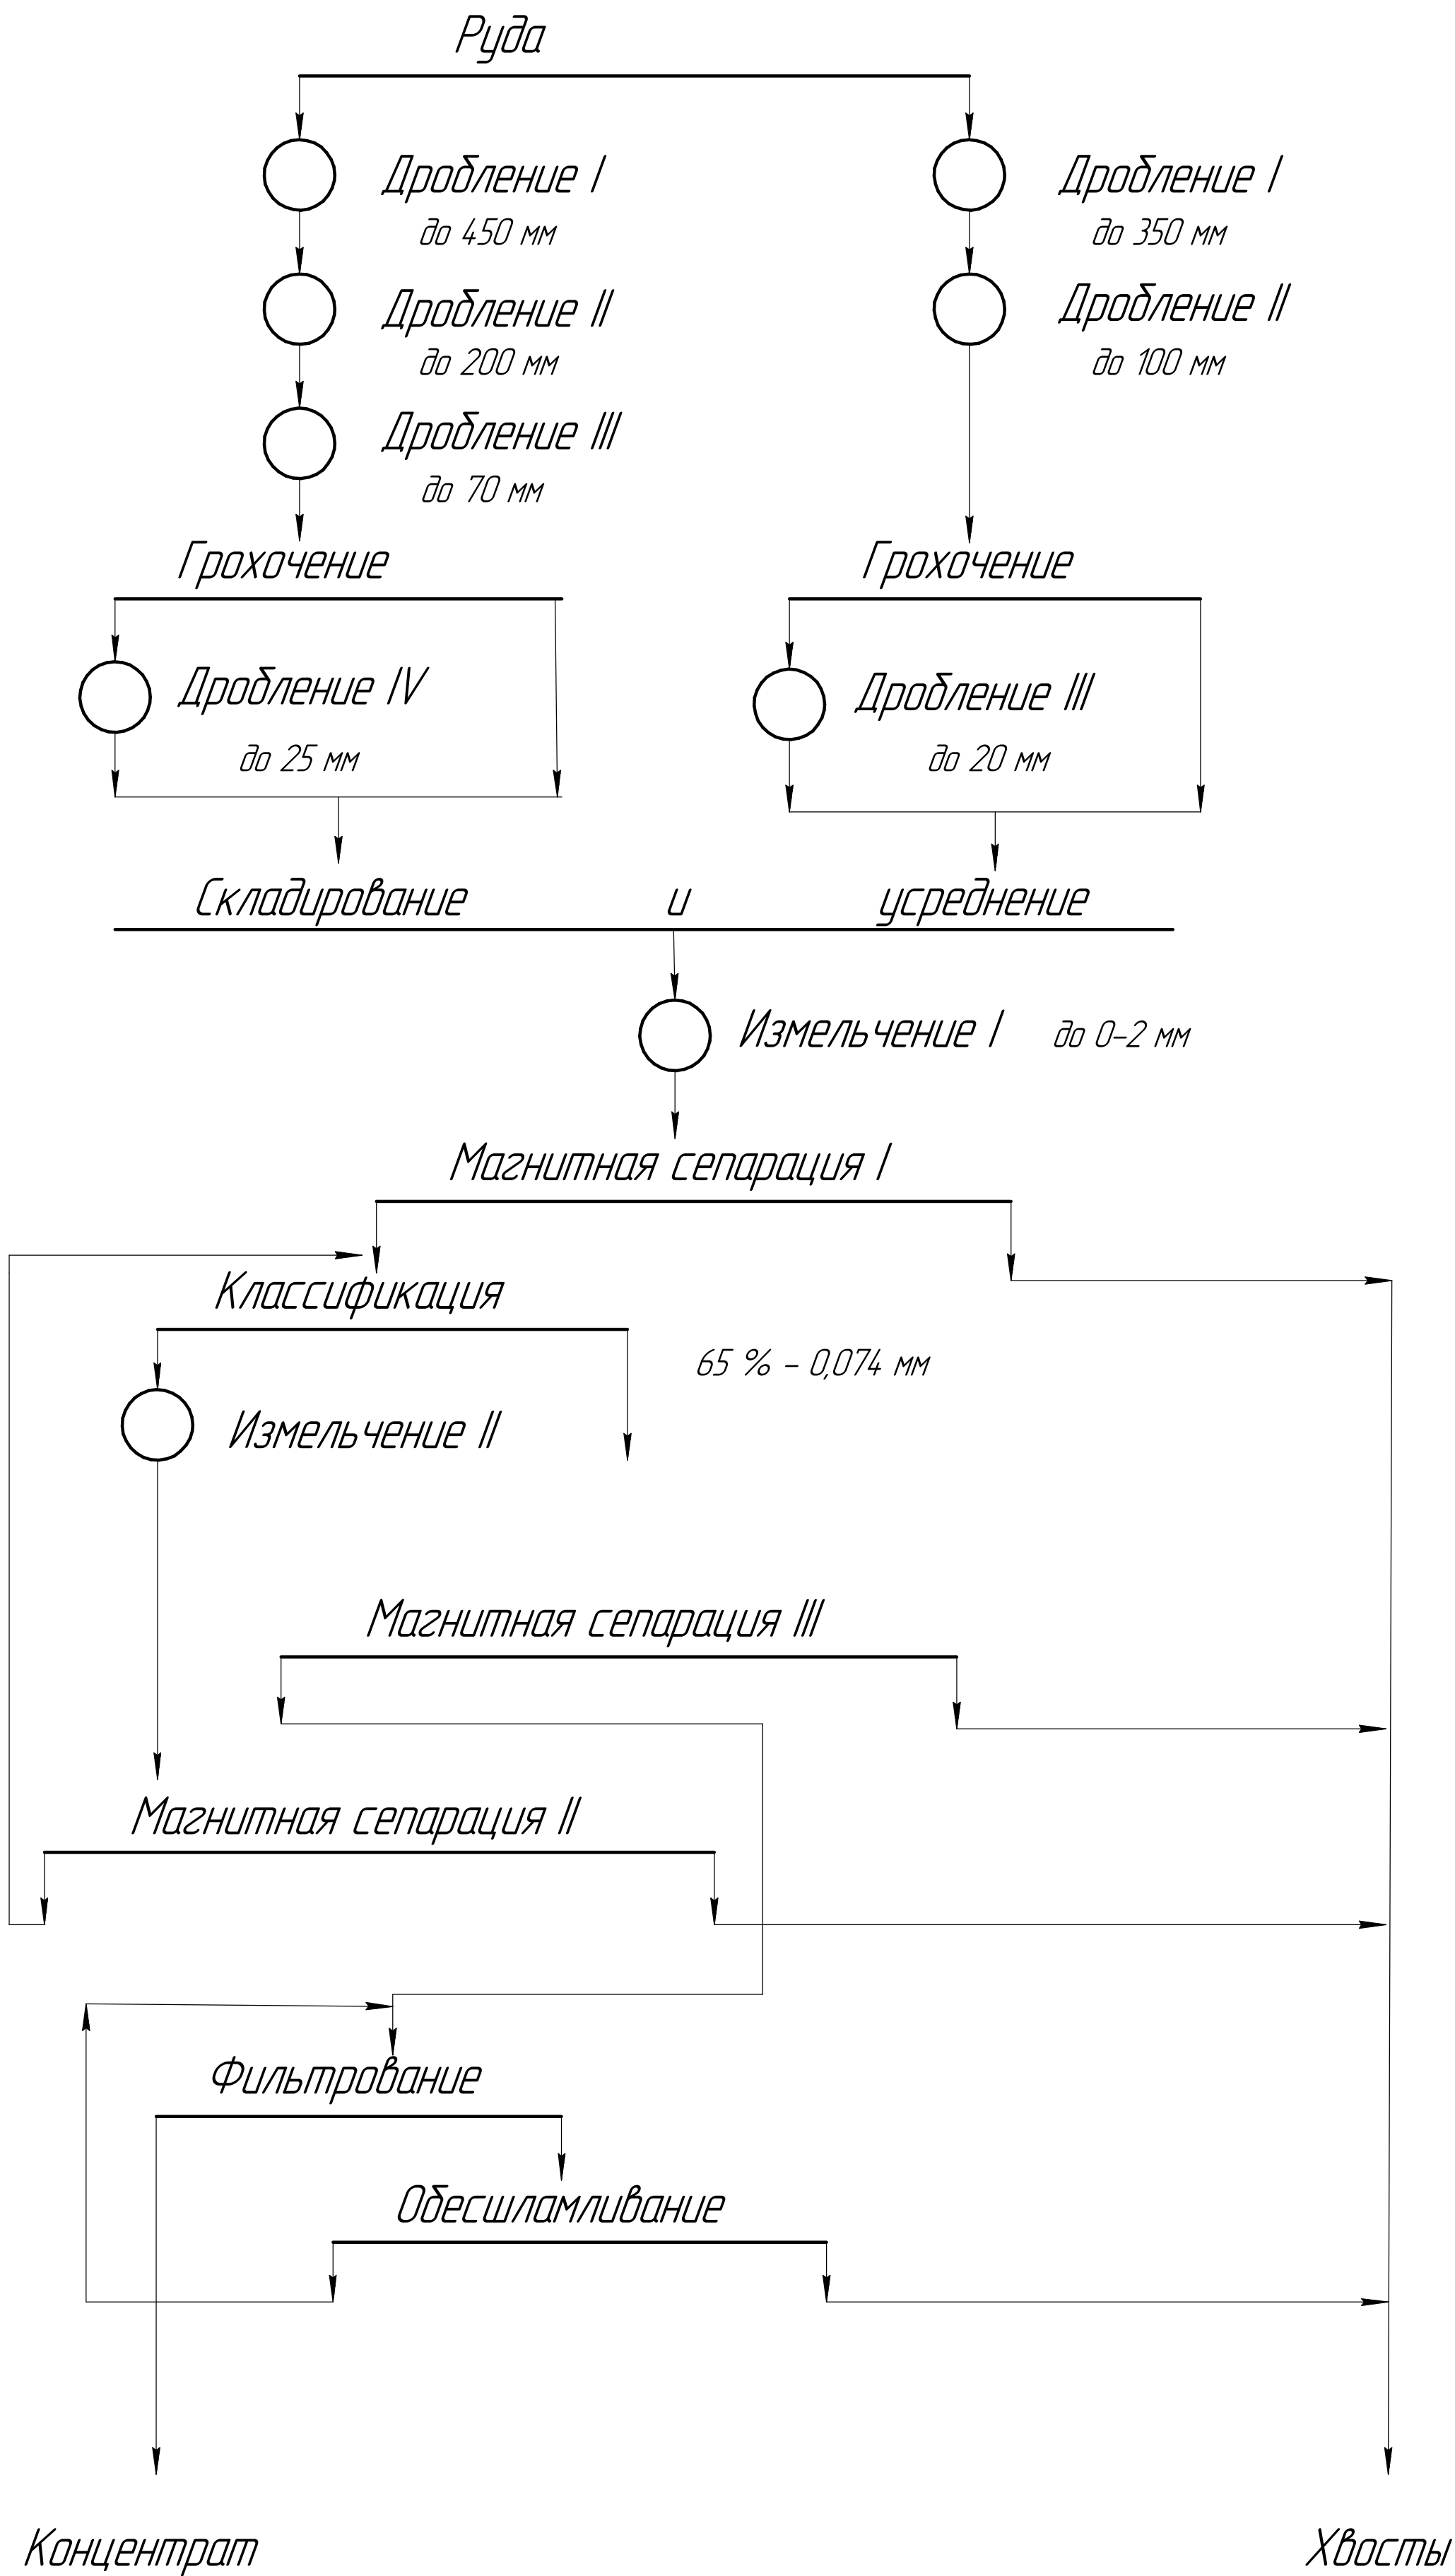 Руда
Дробление I
до 450 мм
Дробление I
до 350 мм
Дробление II
до 200 мм
Дробление II
до 100 мм
Дробление III
до 70 мм
Грохочение
Грохочение
Дробление IV
до 25 мм
Дробление III
до 20 мм
Складирование и усреднение
Измельчение I до 0-2 мм
Магнитная сепарация I
Классификация
65 % - 0,074 мм
Измельчение II
Магнитная сепарация III
Магнитная сепарация II
Фильтрование
Обесшламливание
Концентрат
Хвосты